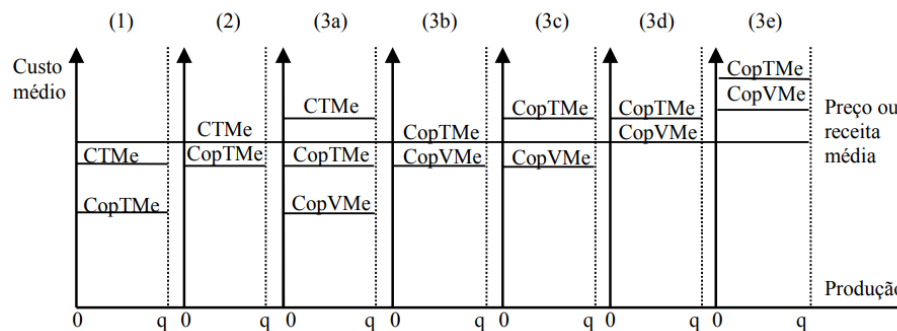 (1) (2) (3a) (3b) (3c) (3d) (3e)
Custo
médio
CopTMe
CopVMe
CTMe
CopTMe
CopTMe
Preço ou
receita
média
CTMe
CopTMe
CopVMe
CTMe
CopTMe
CopTMe
CopVMe
CopVMe
CopTMe
CopVMe
Produção
0 q 0 q 0 q 0 q 0 q 0 q 0 q